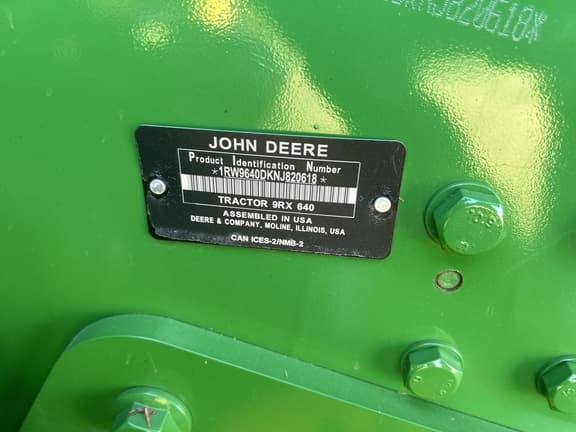 820618*
JOHN DEERE
Product Identification Number
*1RW9640DKNJ820618*
TRACTOR 9RX 640
ASSEMBLED IN USA
DEERE & COMPANY, MOLINE, ILLINOIS, USA
CAN ICES-2/NMB-2